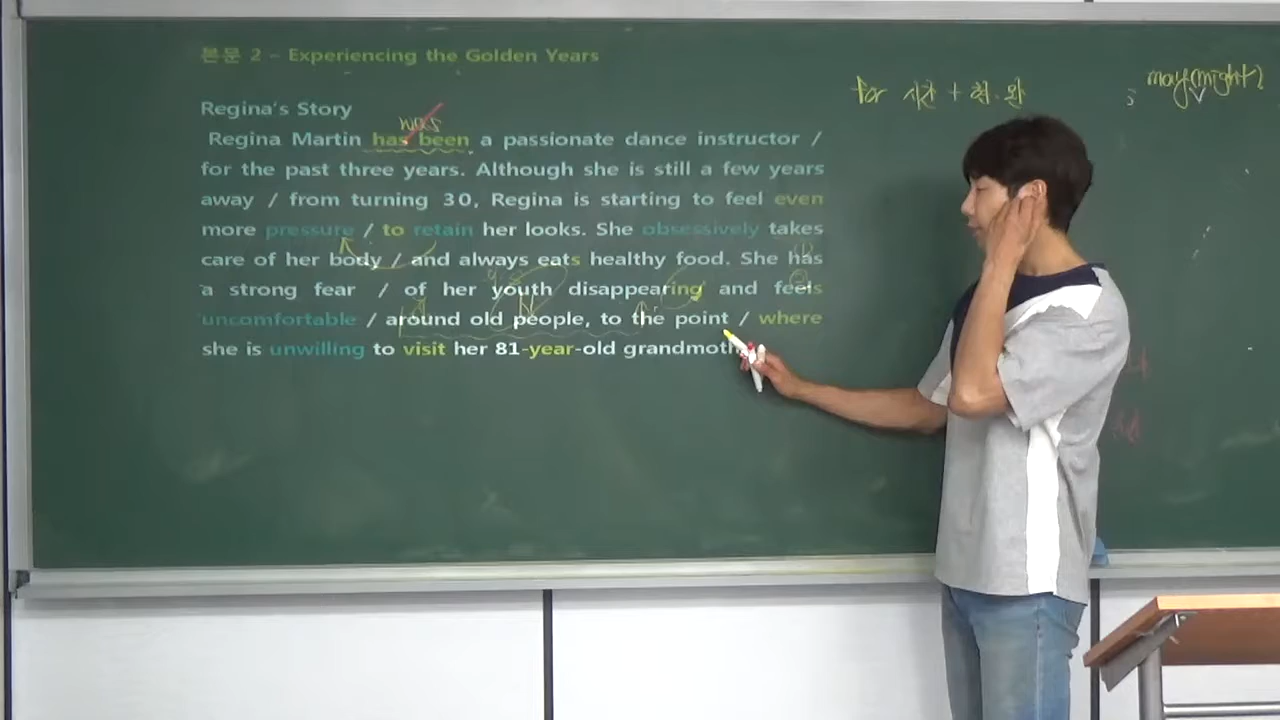 본문 2 – Experiencing the Golden Years
for 시간 + 현.완
may(might)
Regina's Story
was
Regina Martin has been a passionate dance instructor /
for the past three years. Although she is still a few years
away / from turning 30, Regina is starting to feel even
more pressure / to retain her looks. She obsessively takes
care of her body / and always eats healthy food. She has
a strong fear / of her youth disappearing and feels
uncomfortable / around old people, to the point / where
she is unwilling to visit her 81-year-old